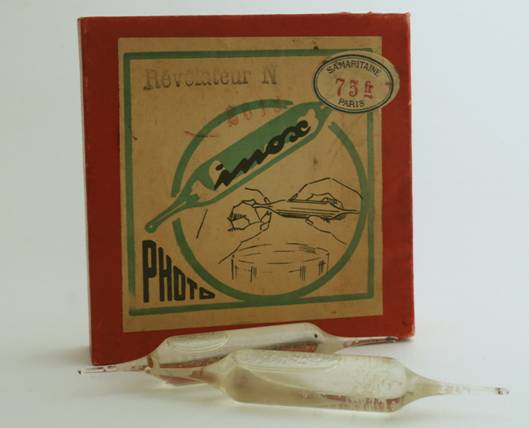 Révélateur N
SAMARITAINE
75 fr
PARIS
inox
PHOTO